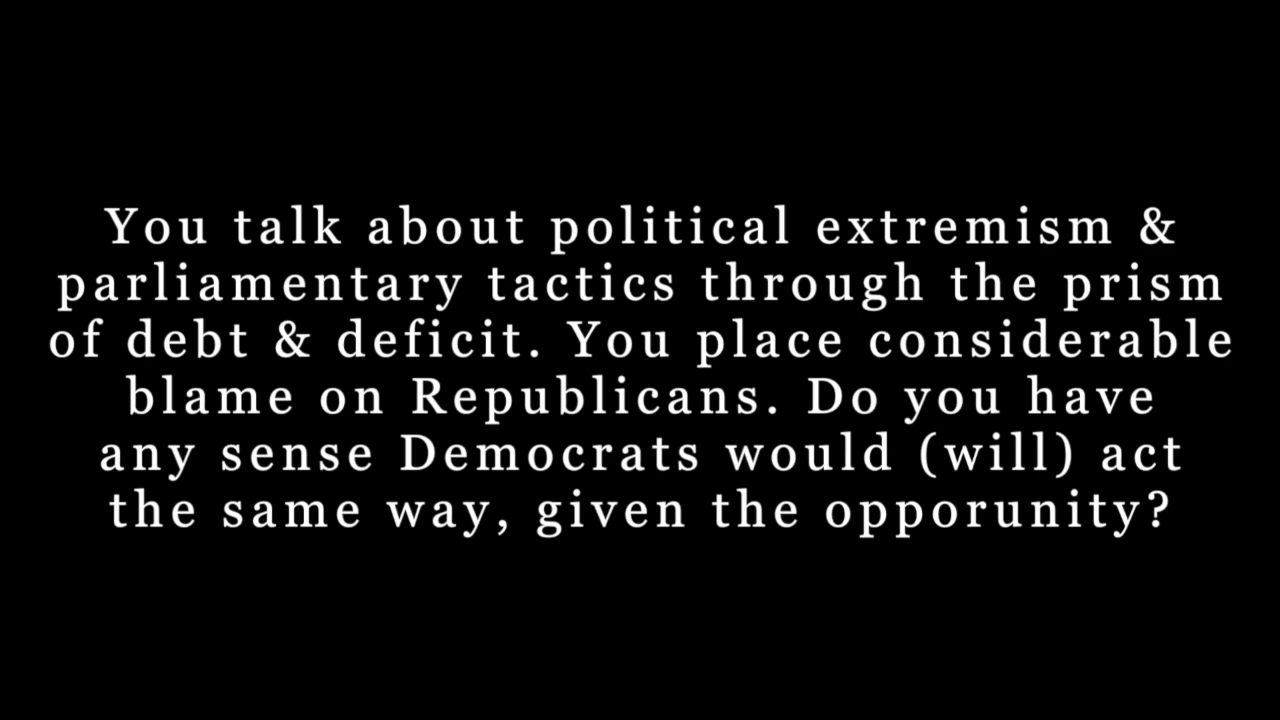 You talk about political extremism &
parliamentary tactics through the prism
of debt & deficit. You place considerable
blame on Republicans. Do you have
any sense Democrats would (will) act
the same way, given the opporunity?